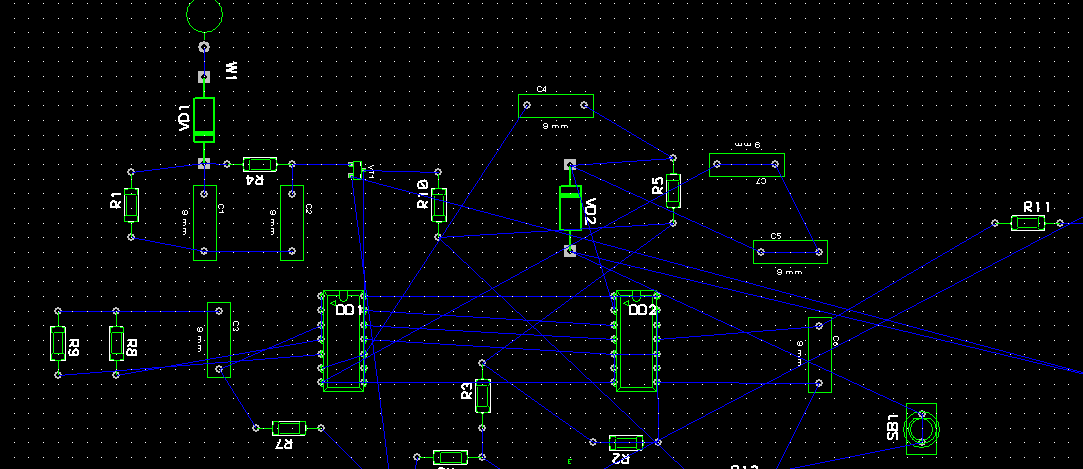 W1
C4
9 mm
VD1
9 mm
C7
VT1
R4
R1
C1
9 mm
C2
9 mm
R10
R5
VD2
R11
C5
9 mm
DD1
DD2
C3
9 mm
C6
9 mm
R9
R8
R3
LBS
R7
R2